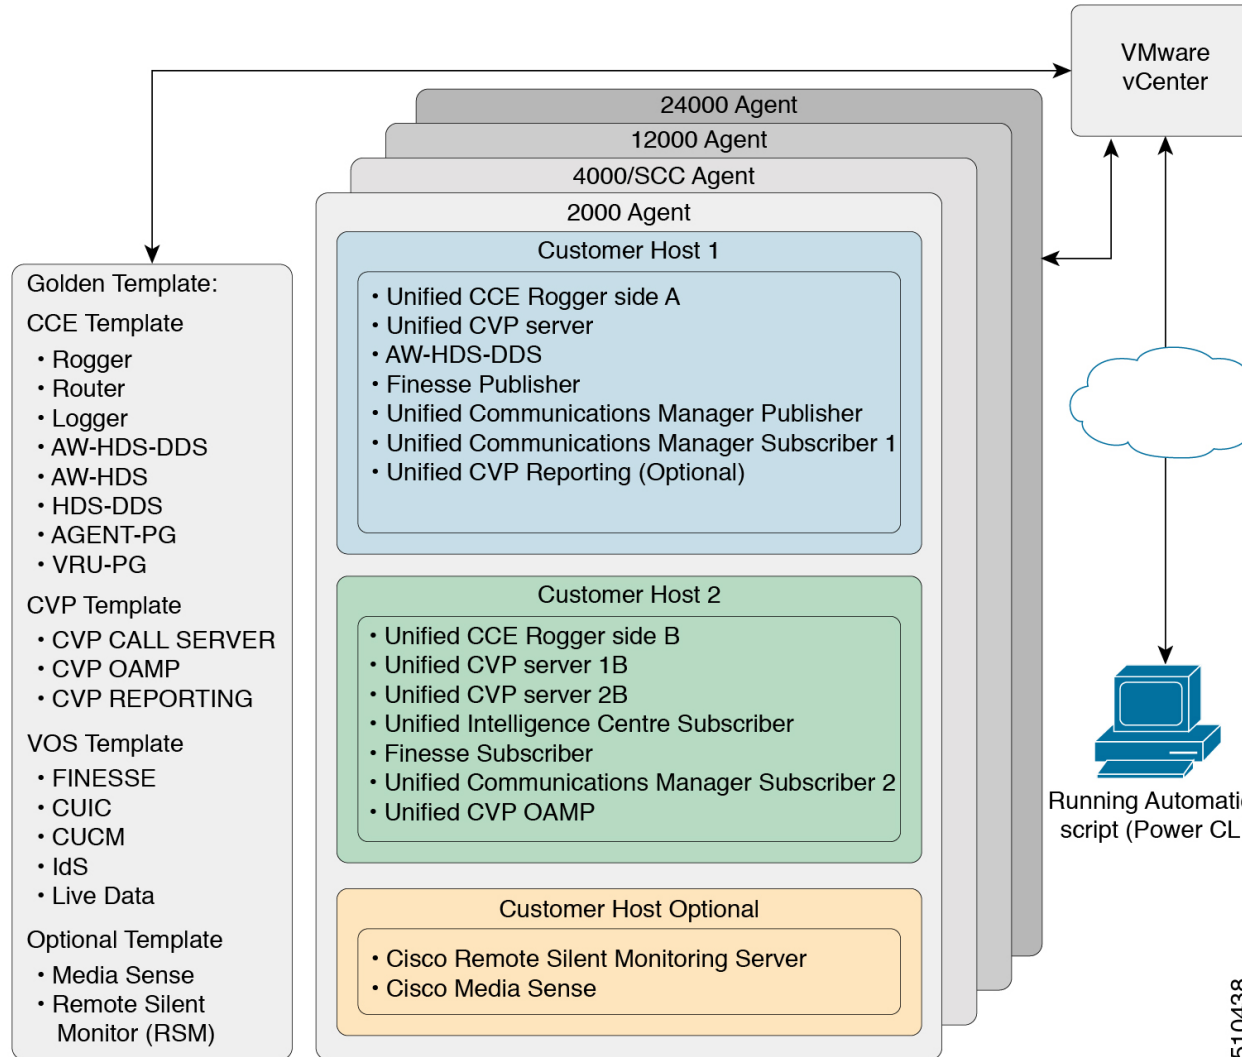 VMware
vCenter
24000 Agent
12000 Agent
4000/SCC Agent
2000 Agent
Golden Template:
CCE Template
• Rogger
• Router
• Logger
• AW-HDS-DDS
• AW-HDS
• HDS-DDS
• AGENT-PG
• VRU-PG
CVP Template
• CVP CALL SERVER
• CVP OAMP
• CVP REPORTING
VOS Template
• FINESSE
• CUIC
• CUCM
• IdS
• Live Data
Optional Template
• Media Sense
• Remote Silent
Monitor (RSM)
Customer Host 1
• Unified CCE Rogger side A
• Unified CVP server
• AW-HDS-DDS
• Finesse Publisher
• Unified Communications Manager Publisher
• Unified Communications Manager Subscriber 1
• Unified CVP Reporting (Optional)
Customer Host 2
• Unified CCE Rogger side B
• Unified CVP server 1B
• Unified CVP server 2B
• Unified Intelligence Centre Subscriber
• Finesse Subscriber
• Unified Communications Manager Subscriber 2
• Unified CVP OAMP
Customer Host Optional
• Cisco Remote Silent Monitoring Server
• Cisco Media Sense
Running Automati
script (Power CL
510438